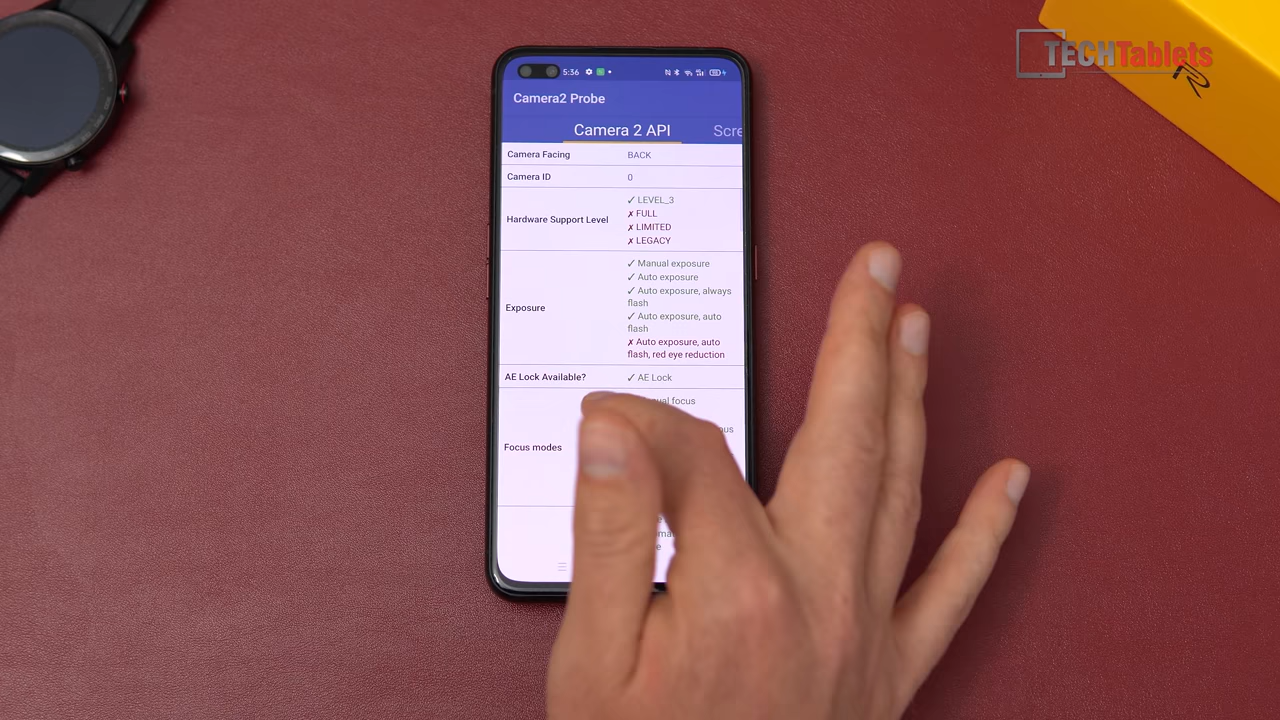 TECHTablets
5:36
Camera2 Probe
Camera 2 API Scre
Camera Facing BACK
Camera ID 0
Hardware Support Level
✓ LEVEL_3
✗ FULL
✗ LIMITED
✗ LEGACY
Exposure
✓ Manual exposure
✓ Auto exposure
✓ Auto exposure, always
flash
✓ Auto exposure, auto
flash
✗ Auto exposure, auto
flash, red eye reduction
AE Lock Available? ✓ AE Lock
Focus modes
focus